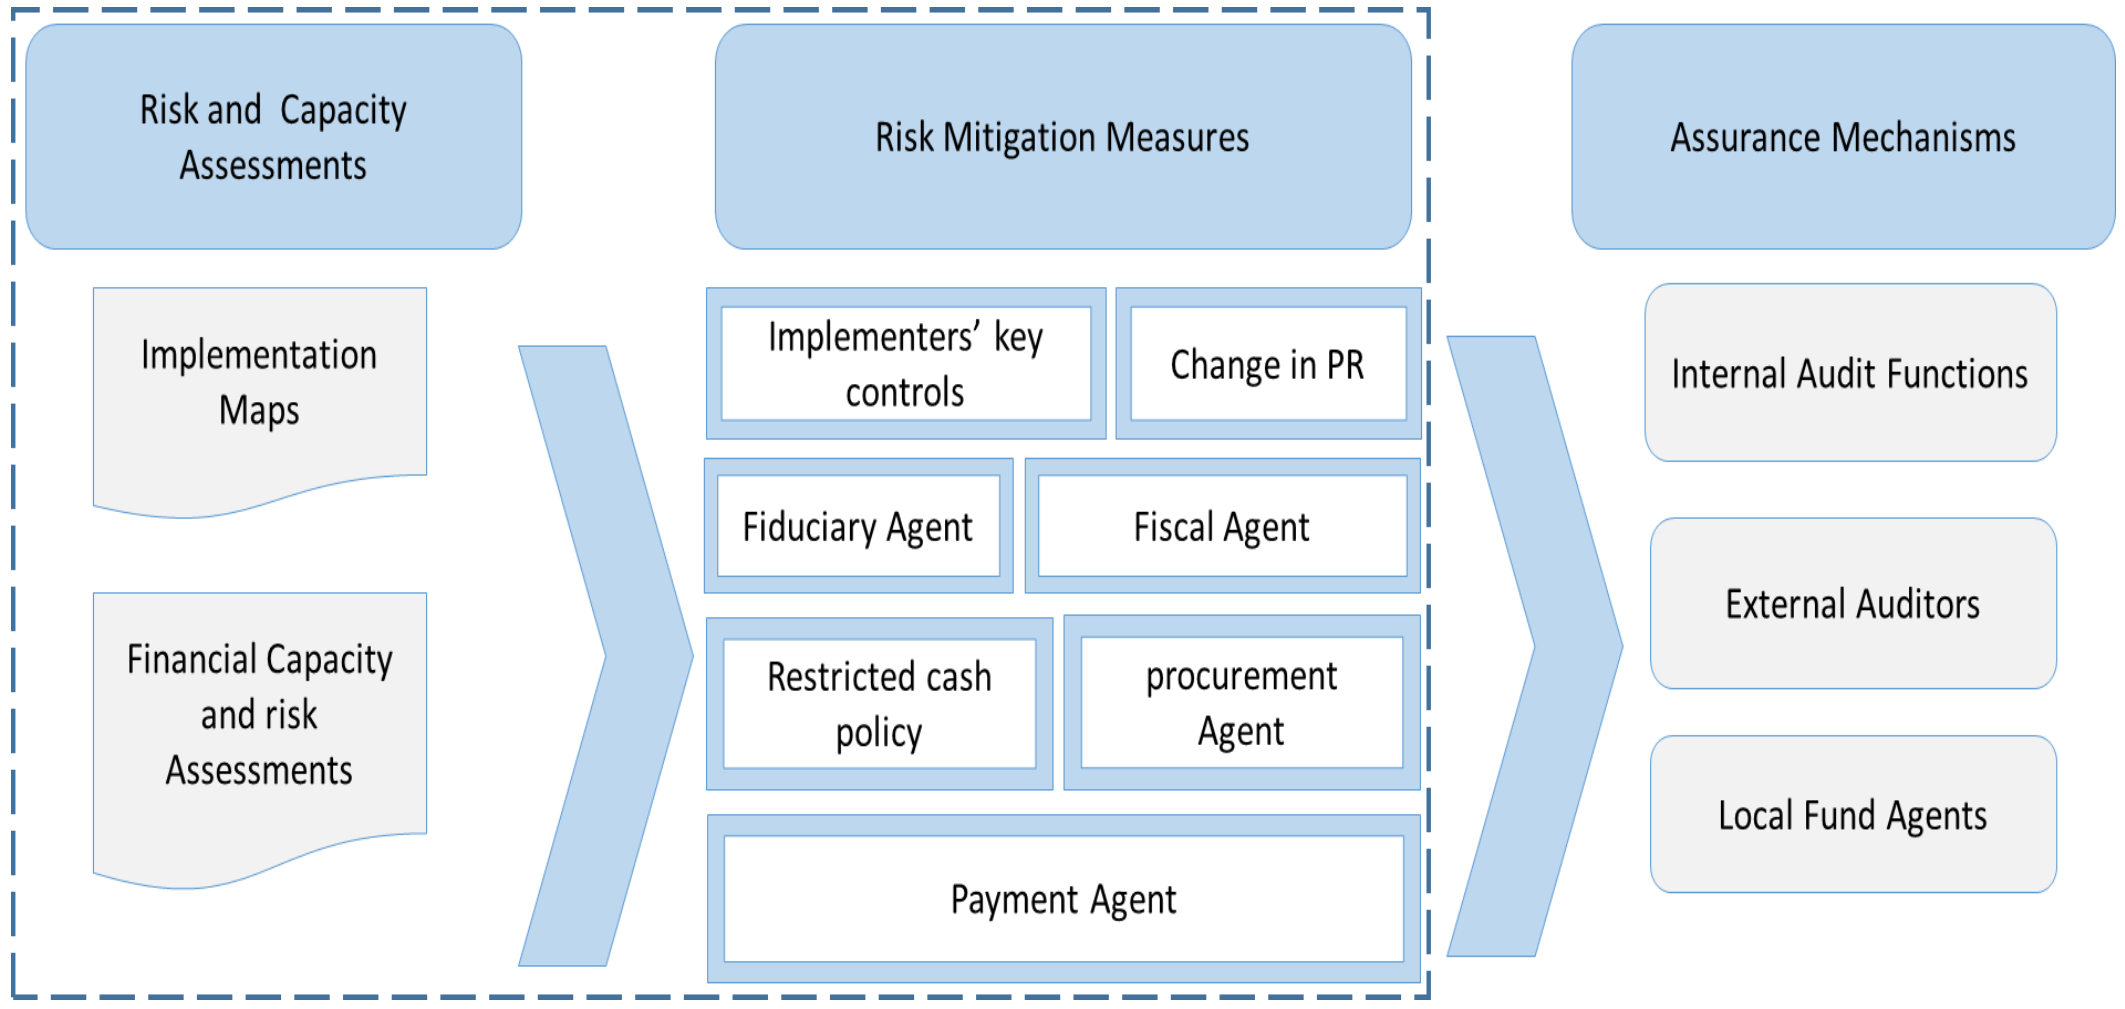 Risk and Capacity
Assessments
Implementation
Maps
Financial Capacity
and risk
Assessments
Risk Mitigation Measures
Implementers’ key
controls
Change in PR
Fiduciary Agent
Fiscal Agent
Restricted cash
policy
procurement
Agent
Payment Agent
Assurance Mechanisms
Internal Audit Functions
External Auditors
Local Fund Agents